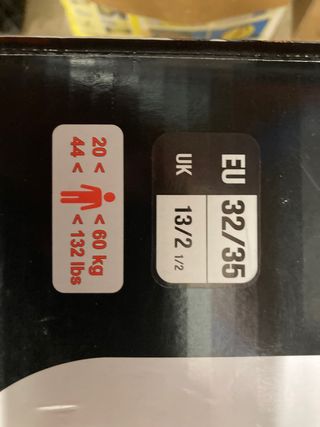 EU 32/35
UK 13/2 1/2
20 < < 60 kg
44 < < 132 lbs